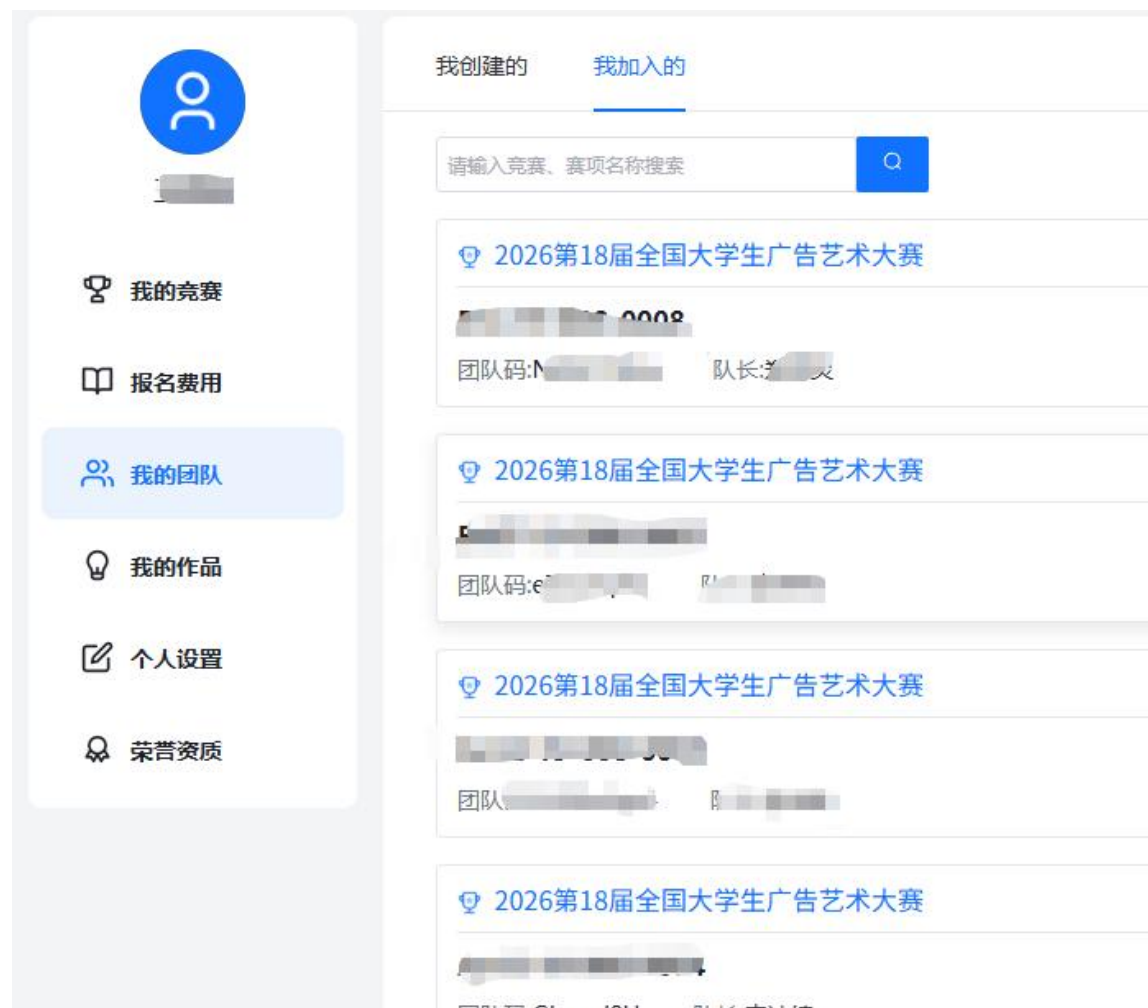 我创建的 我加入的
请输入竞赛、赛项名称搜索
我的竞赛
报名费用
我的团队
我的作品
个人设置
荣誉资质
2026第18届全国大学生广告艺术大赛
0008
团队码: 队长:
2026第18届全国大学生广告艺术大赛
团队码:
2026第18届全国大学生广告艺术大赛
团队
2026第18届全国大学生广告艺术大赛